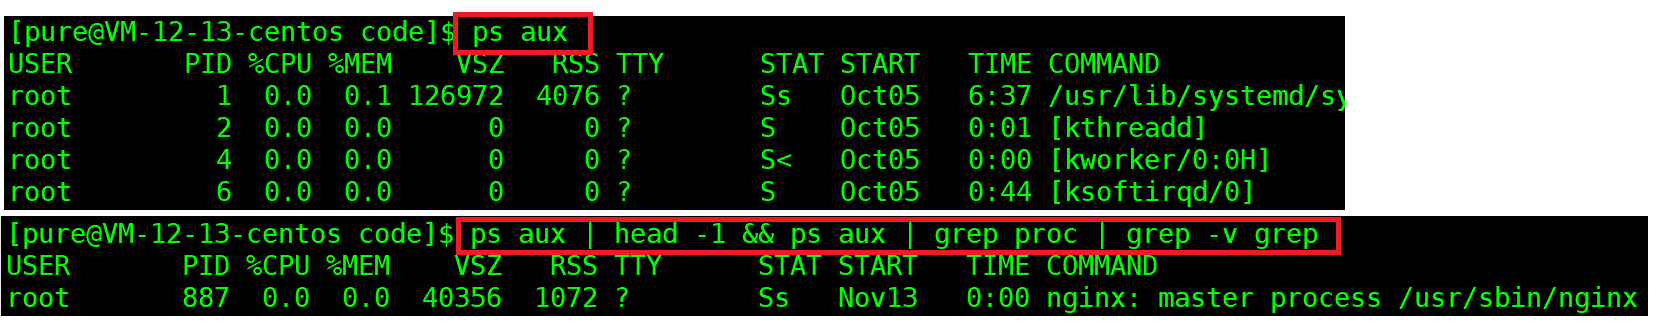 [pure@VM-12-13-centos code]$ ps aux
USER PID %CPU %MEM VSZ RSS TTY STAT START TIME COMMAND
root 1 0.0 0.1 126972 4076 ? Ss Oct05 6:37 /usr/lib/systemd/sy
root 2 0.0 0.0 0 0 ? S Oct05 0:01 [kthreadd]
root 4 0.0 0.0 0 0 ? S< Oct05 0:00 [kworker/0:0H]
root 6 0.0 0.0 0 0 ? S Oct05 0:44 [ksoftirqd/0]
[pure@VM-12-13-centos code]$ ps aux | head -1 && ps aux | grep proc | grep -v grep
USER PID %CPU %MEM VSZ RSS TTY STAT START TIME COMMAND
root 887 0.0 0.0 40356 1072 ? Ss Nov13 0:00 nginx: master process /usr/sbin/nginx